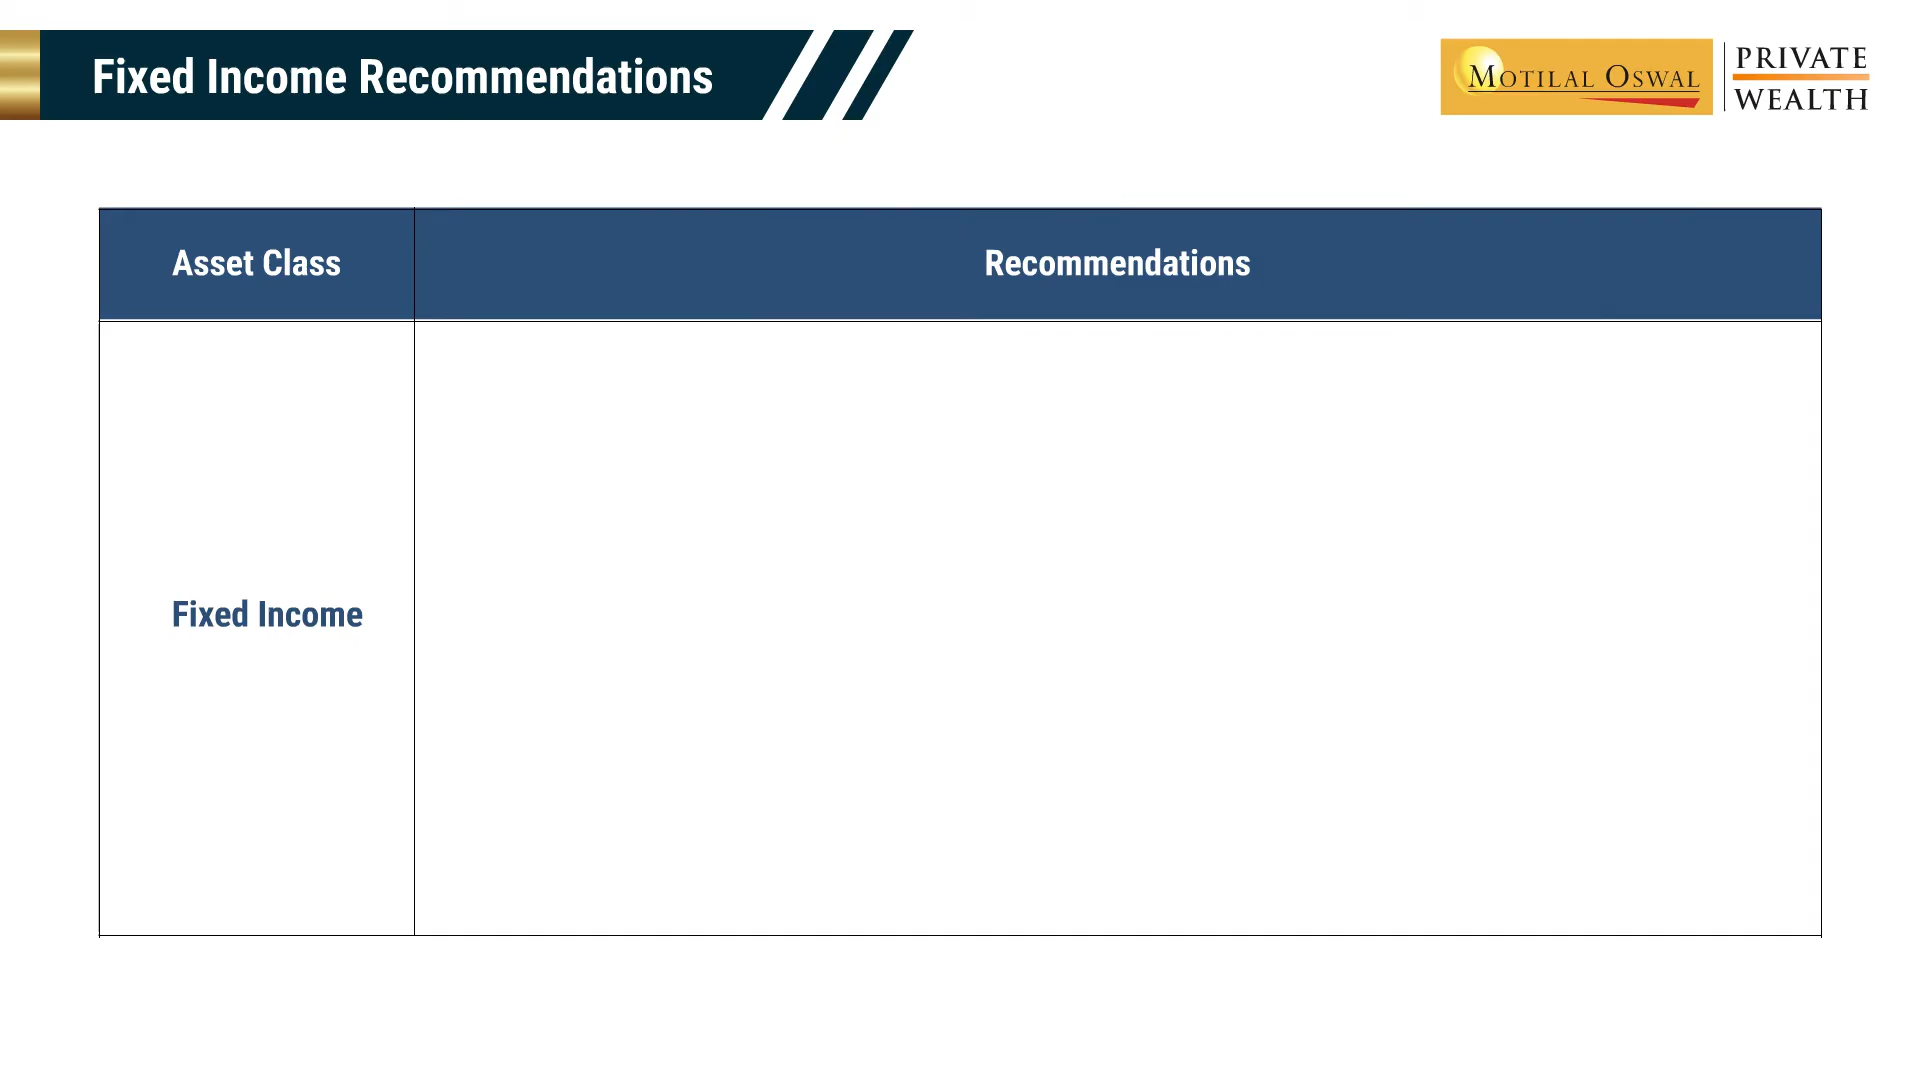 Fixed Income Recommendations
MOTILAL OSWAL
PRIVATE
WEALTH
Asset Class
Recommendations
Fixed Income